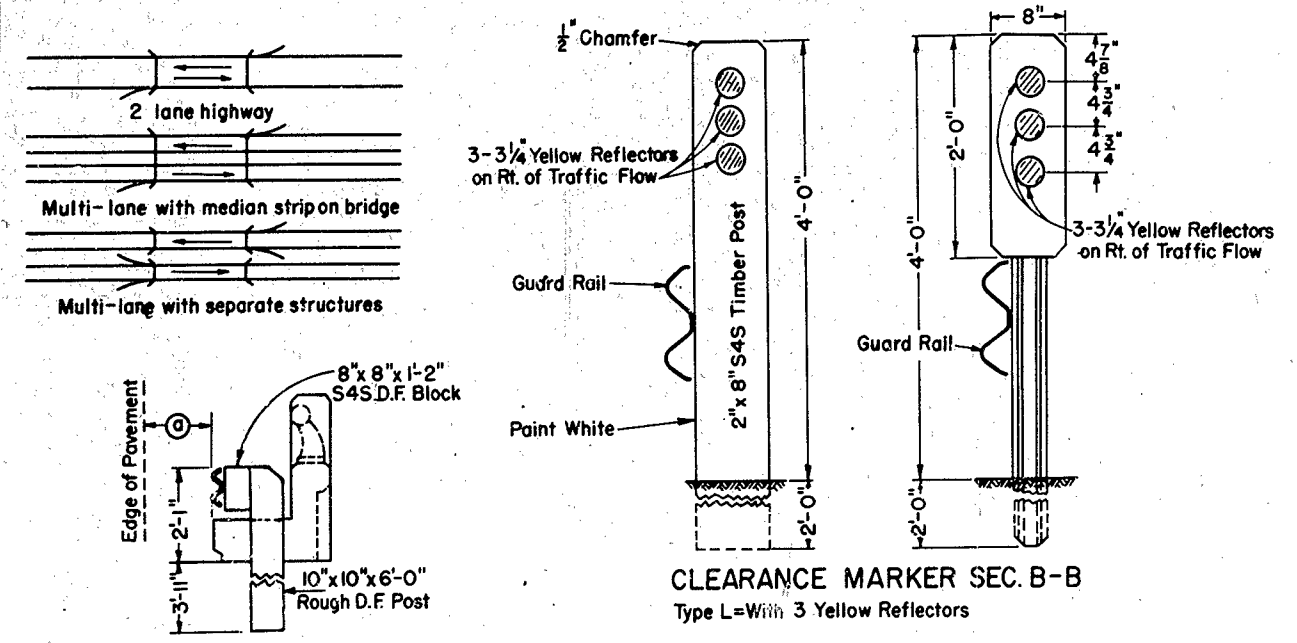 2 lane highway
Multi-lane with median strip on bridge
Multi-lane with separate structures
Edge of Pavement
a
8"x 8"x 1'-2"
S4S D.F. Block
2'-1"
3'-11"
10"x10"x6'-0"
Rough D.F. Post
1/2" Chamfer
3-3 1/4" Yellow Reflectors
on Rt. of Traffic Flow
Guard Rail
Paint White
2" x 8" S4S Timber Post
4'-0"
2'-0"
8"
4 7/8"
4 3/4"
4 3/4"
2'-0"
4'-0"
3-3 1/4" Yellow Reflectors
on Rt. of Traffic Flow
Guard Rail
2'-0"
CLEARANCE MARKER SEC. B-B
Type L=With 3 Yellow Reflectors